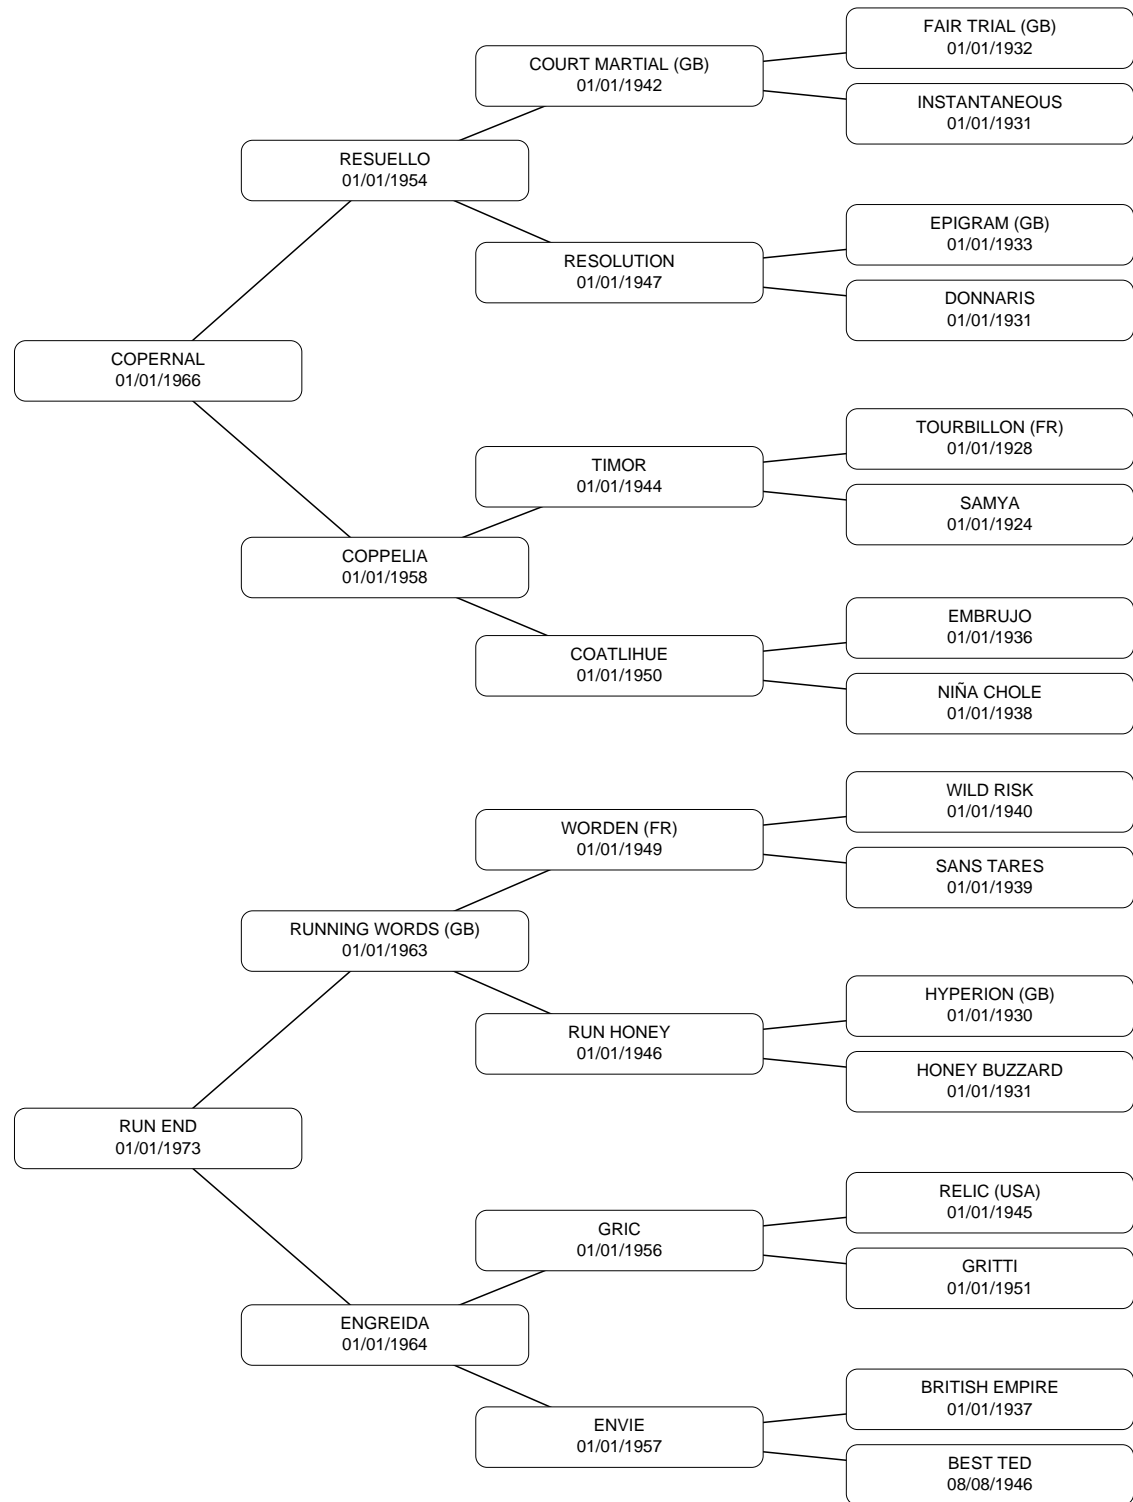 FAIR TRIAL (GB)
01/01/1932
COURT MARTIAL (GB)
01/01/1942
INSTANTANEOUS
01/01/1931
RESUELLO
01/01/1954
EPIGRAM (GB)
01/01/1933
RESOLUTION
01/01/1947
DONNARIS
01/01/1931
COPERNAL
01/01/1966
TOURBILLON (FR)
01/01/1928
TIMOR
01/01/1944
SAMYA
01/01/1924
COPPELIA
01/01/1958
EMBRUJO
01/01/1936
COATLIHUE
01/01/1950
NIÑA CHOLE
01/01/1938
WILD RISK
01/01/1940
WORDEN (FR)
01/01/1949
SANS TARES
01/01/1939
RUNNING WORDS (GB)
01/01/1963
HYPERION (GB)
01/01/1930
RUN HONEY
01/01/1946
HONEY BUZZARD
01/01/1931
RUN END
01/01/1973
RELIC (USA)
01/01/1945
GRIC
01/01/1956
GRITTI
01/01/1951
ENGREIDA
01/01/1964
BRITISH EMPIRE
01/01/1937
ENVIE
01/01/1957
BEST TED
08/08/1946